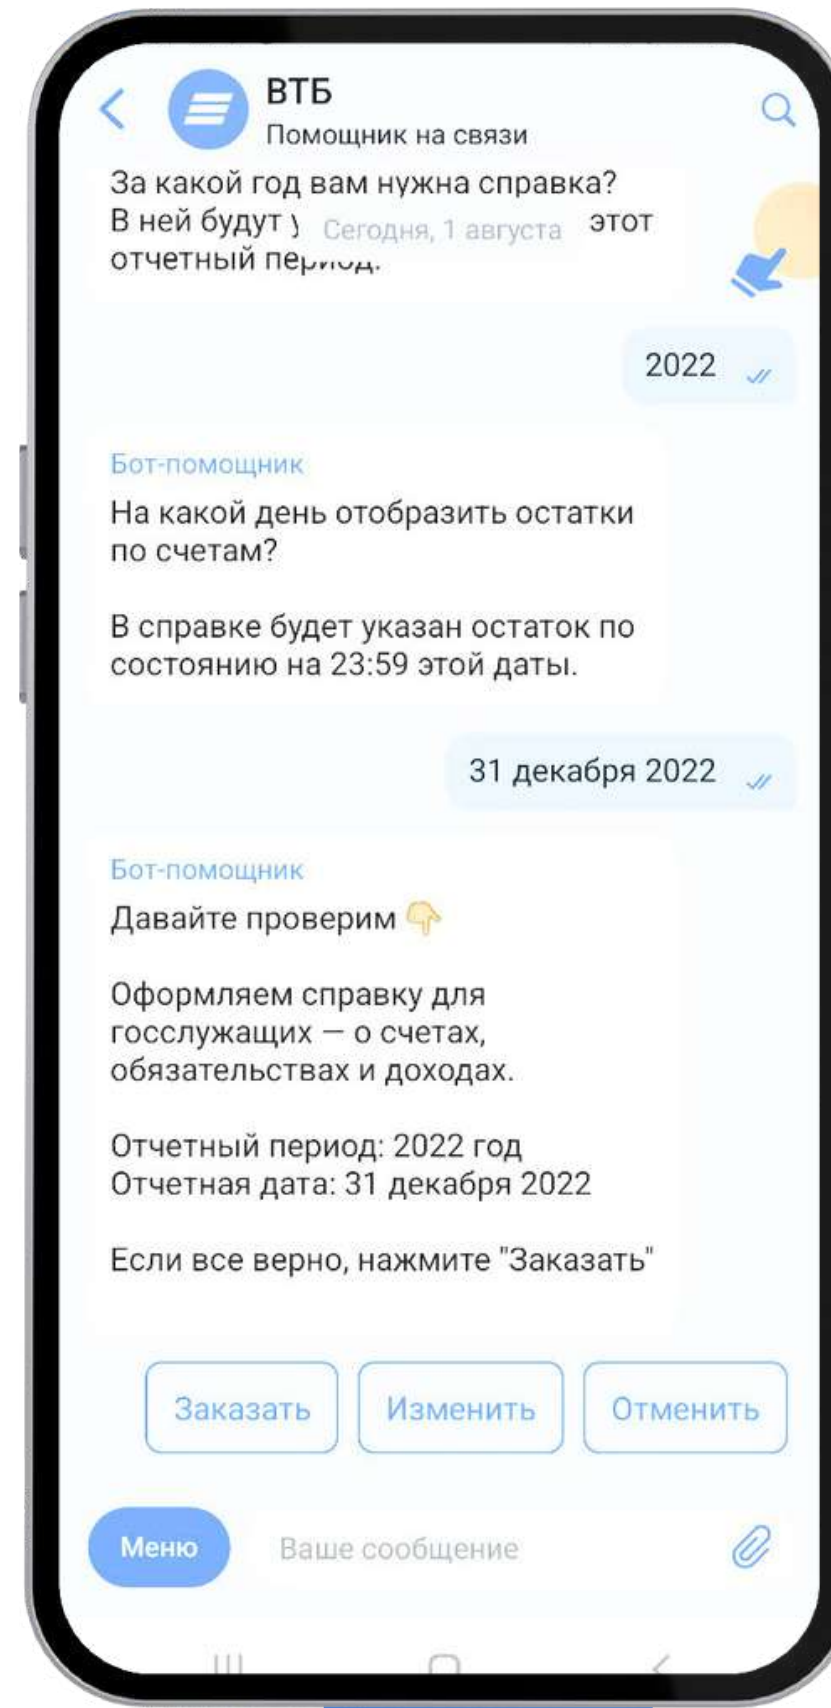 ВТБ
Помощник на связи
За какой год вам нужна справка?
В ней будут
Сегодня, 1 августа
этот
отчетный период.
2022
Бот-помощник
На какой день отобразить остатки
по счетам?
В справке будет указан остаток по
состоянию на 23:59 этой даты.
31 декабря 2022
Бот-помощник
Давайте проверим 👇
Оформляем справку для
госслужащих — о счетах,
обязательствах и доходах.
Отчетный период: 2022 год
Отчетная дата: 31 декабря 2022
Если все верно, нажмите "Заказать"
Заказать
Изменить
Отменить
Меню
Ваше сообщение